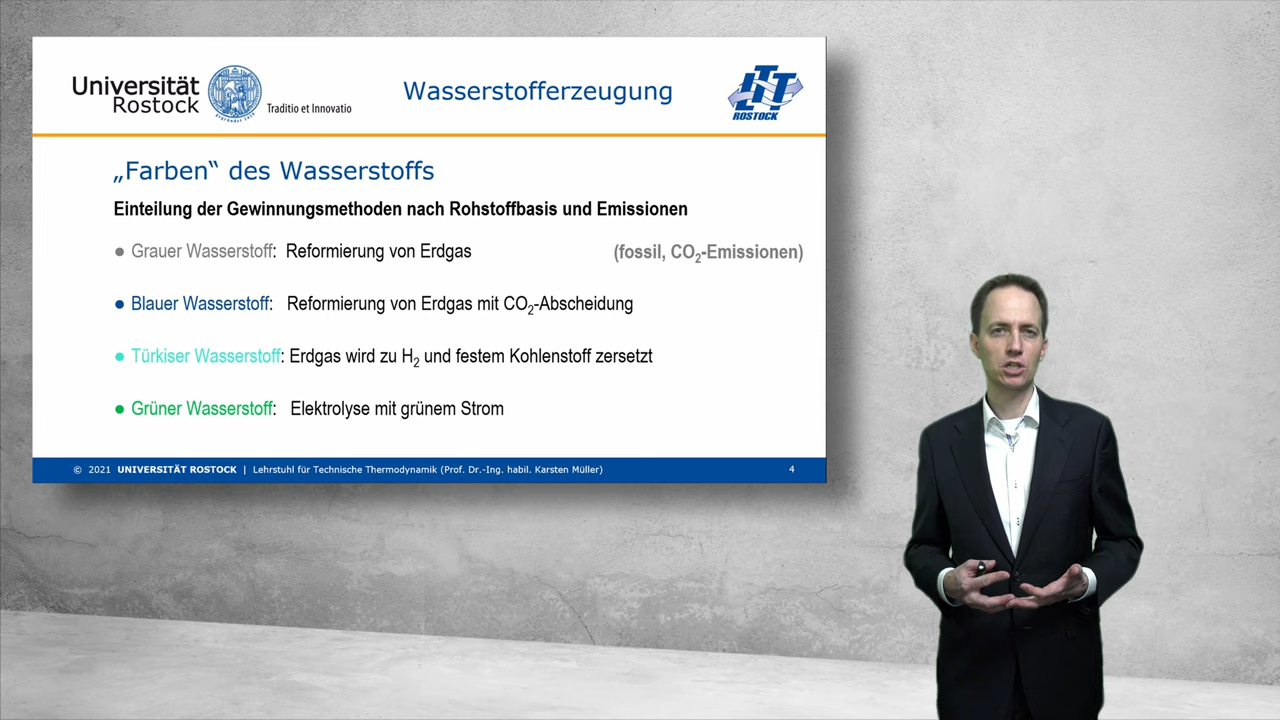 Universität
Rostock
Traditio et Innovatio
Wasserstofferzeugung
LTT
ROSTOCK
„Farben“ des Wasserstoffs
Einteilung der Gewinnungsmethoden nach Rohstoffbasis und Emissionen
● Grauer Wasserstoff: Reformierung von Erdgas (fossil, CO₂-Emissionen)
● Blauer Wasserstoff: Reformierung von Erdgas mit CO₂-Abscheidung
● Türkiser Wasserstoff: Erdgas wird zu H₂ und festem Kohlenstoff zersetzt
● Grüner Wasserstoff: Elektrolyse mit grünem Strom
© 2021 UNIVERSITÄT ROSTOCK | Lehrstuhl für Technische Thermodynamik (Prof. Dr.-Ing. habil. Karsten Müller) 4